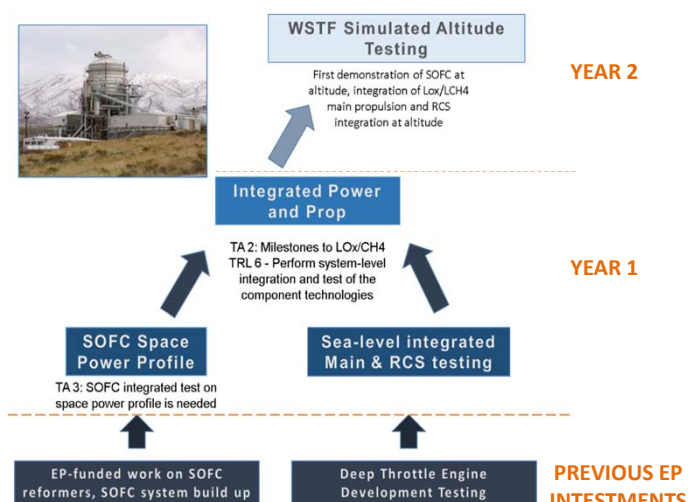 WSTF Simulated Altitude
Testing
First demonstration of SOFC at
altitude, integration of Lox/LCH4
main propulsion and RCS
integration at altitude
YEAR 2
Integrated Power
and Prop
TA 2: Milestones to LOx/CH4
TRL 6 - Perform system-level
integration and test of the
component technologies
YEAR 1
SOFC Space
Power Profile
TA 3: SOFC integrated test on
space power profile is needed
Sea-level integrated
Main & RCS testing
EP-funded work on SOFC
reformers, SOFC system build up
Deep Throttle Engine
Development Testing
PREVIOUS EP
INTESTMENTS